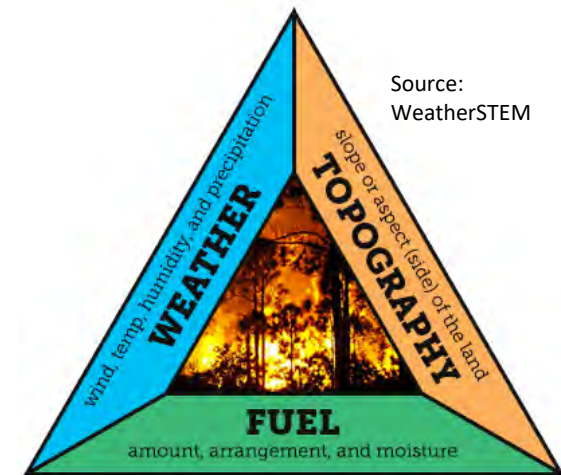 Source:
WeatherSTEM
wind, temp, humidity, and precipitation
WEATHER
slope or aspect (side) of the land
TOPOGRAPHY
FUEL
amount, arrangement, and moisture